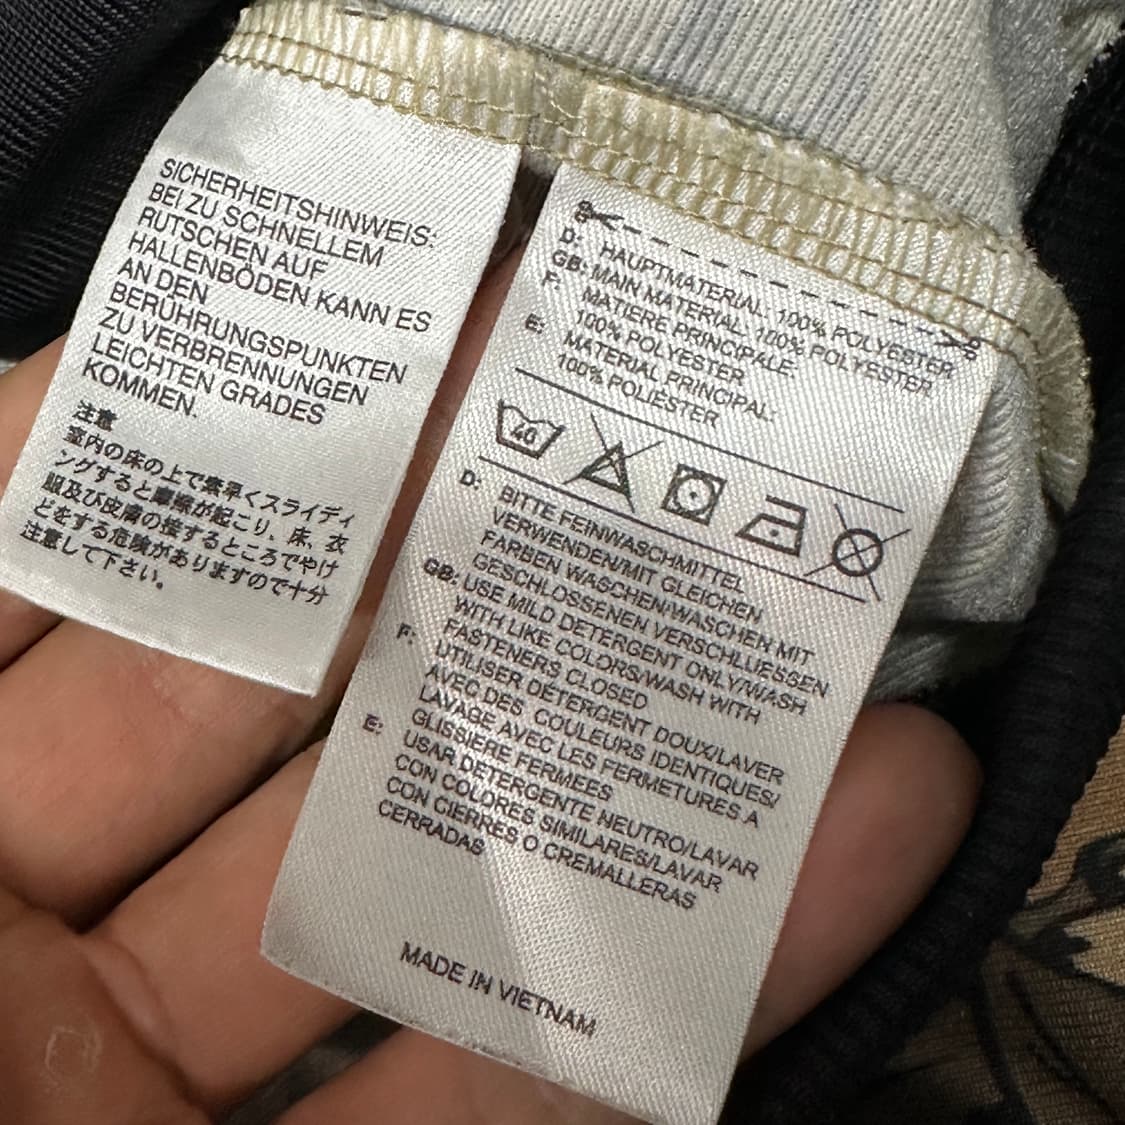 SICHERHEITSHINWEIS:
BEI ZU SCHNELLEM
RUTSCHEN AUF
HALLENBÖDEN KANN ES
AN DEN
BERÜHRUNGSPUNKTEN
ZU VERBRENNUNGEN
LEICHTEN GRADES
KOMMEN.
注意
室内の床の上で素早くスライディ
ングすると摩擦が起こり、床、衣
服及び皮膚の接するところでやけ
どをする危険がありますので十分
注意して下さい。
D: HAUPTMATERIAL: 100% POLYESTER
GB: MAIN MATERIAL: 100% POLYESTER
F: MATIERE PRINCIPALE:
100% POLYESTER
E: MATERIAL PRINCIPAL:
100% POLIÉSTER
40
D: BITTE FEINWASCHMITTEL
VERWENDEN/MIT GLEICHEN
FARBEN WASCHEN/WASCHEN MIT
GESCHLOSSENEN VERSCHLUESSEN
GB: USE MILD DETERGENT ONLY/WASH
WITH LIKE COLORS/WASH WITH
FASTENERS CLOSED
F: UTILISER DÉTERGENT DOUX/LAVER
AVEC DES COULEURS IDENTIQUES/
LAVAGE AVEC LES FERMETURES A
GLISSIERE FERMEES
E: USAR DETERGENTE NEUTRO/LAVAR
CON COLORES SIMILARES/LAVAR
CON CIERRES O CREMALLERAS
CERRADAS
MADE IN VIETNAM